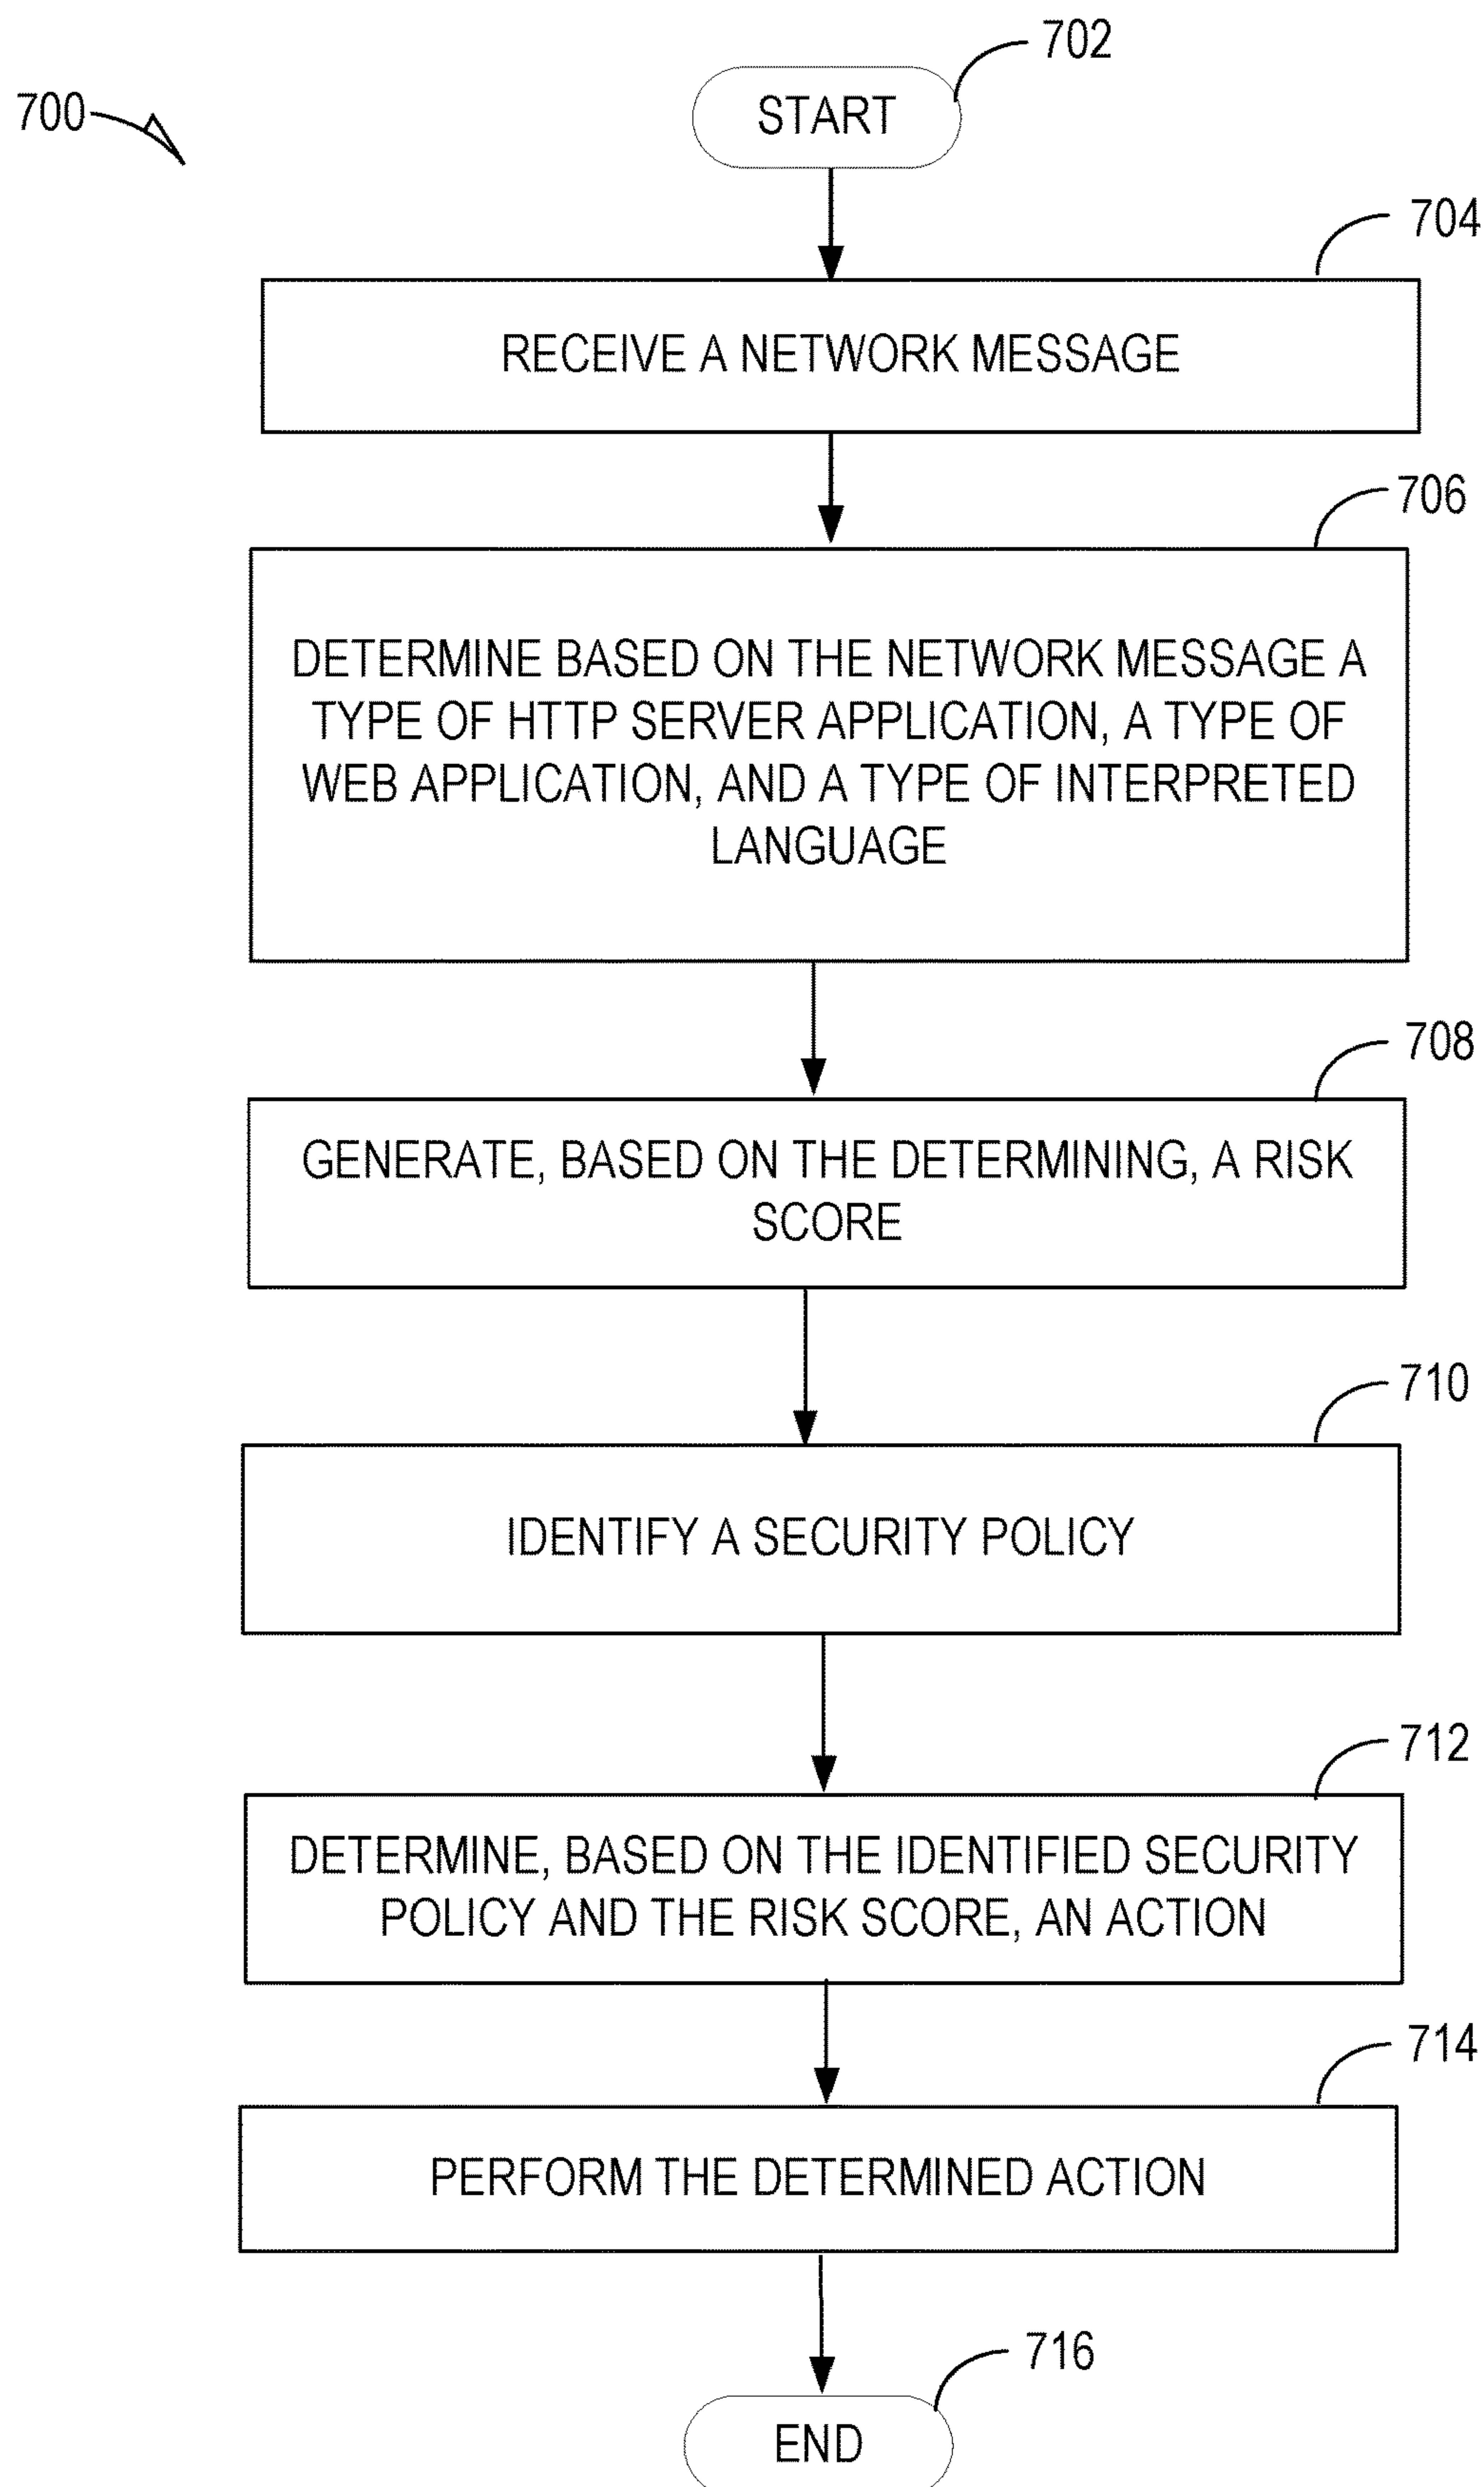 702
START
700
704
RECEIVE A NETWORK MESSAGE
706
DETERMINE BASED ON THE NETWORK MESSAGE A
TYPE OF HTTP SERVER APPLICATION, A TYPE OF
WEB APPLICATION, AND A TYPE OF INTERPRETED
LANGUAGE
708
GENERATE, BASED ON THE DETERMINING, A RISK
SCORE
710
IDENTIFY A SECURITY POLICY
712
DETERMINE, BASED ON THE IDENTIFIED SECURITY
POLICY AND THE RISK SCORE, AN ACTION
714
PERFORM THE DETERMINED ACTION
716
END